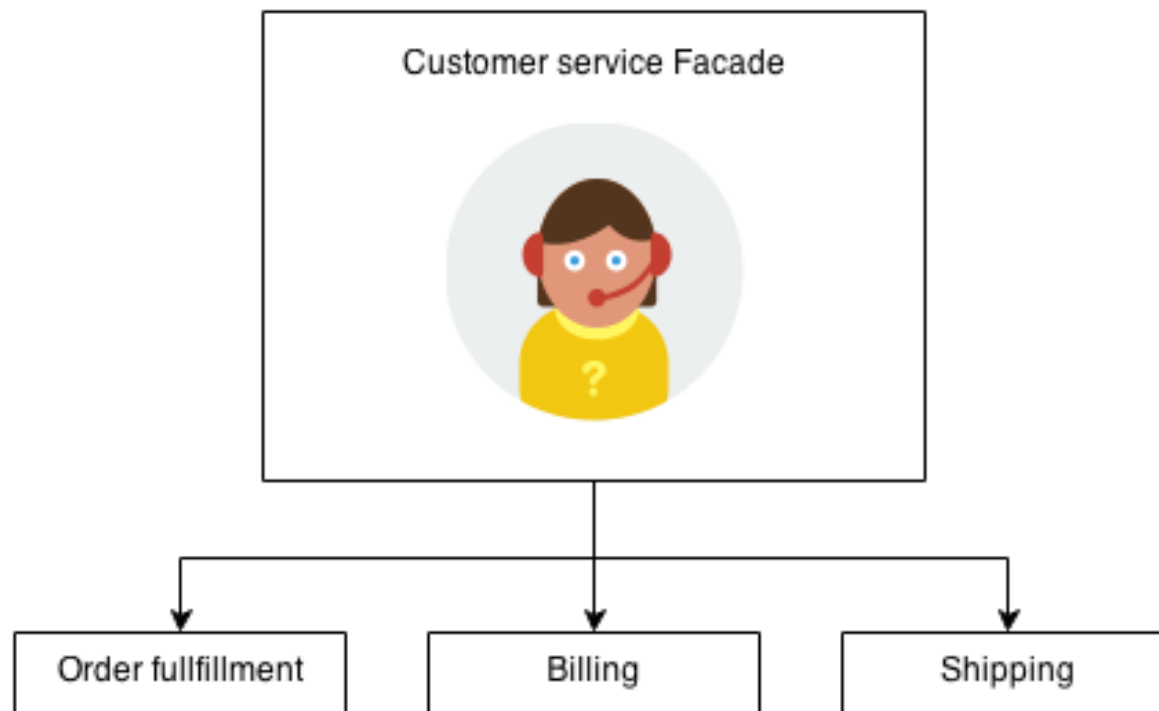 Customer service Facade
?
Order fullfillment
Billing
Shipping